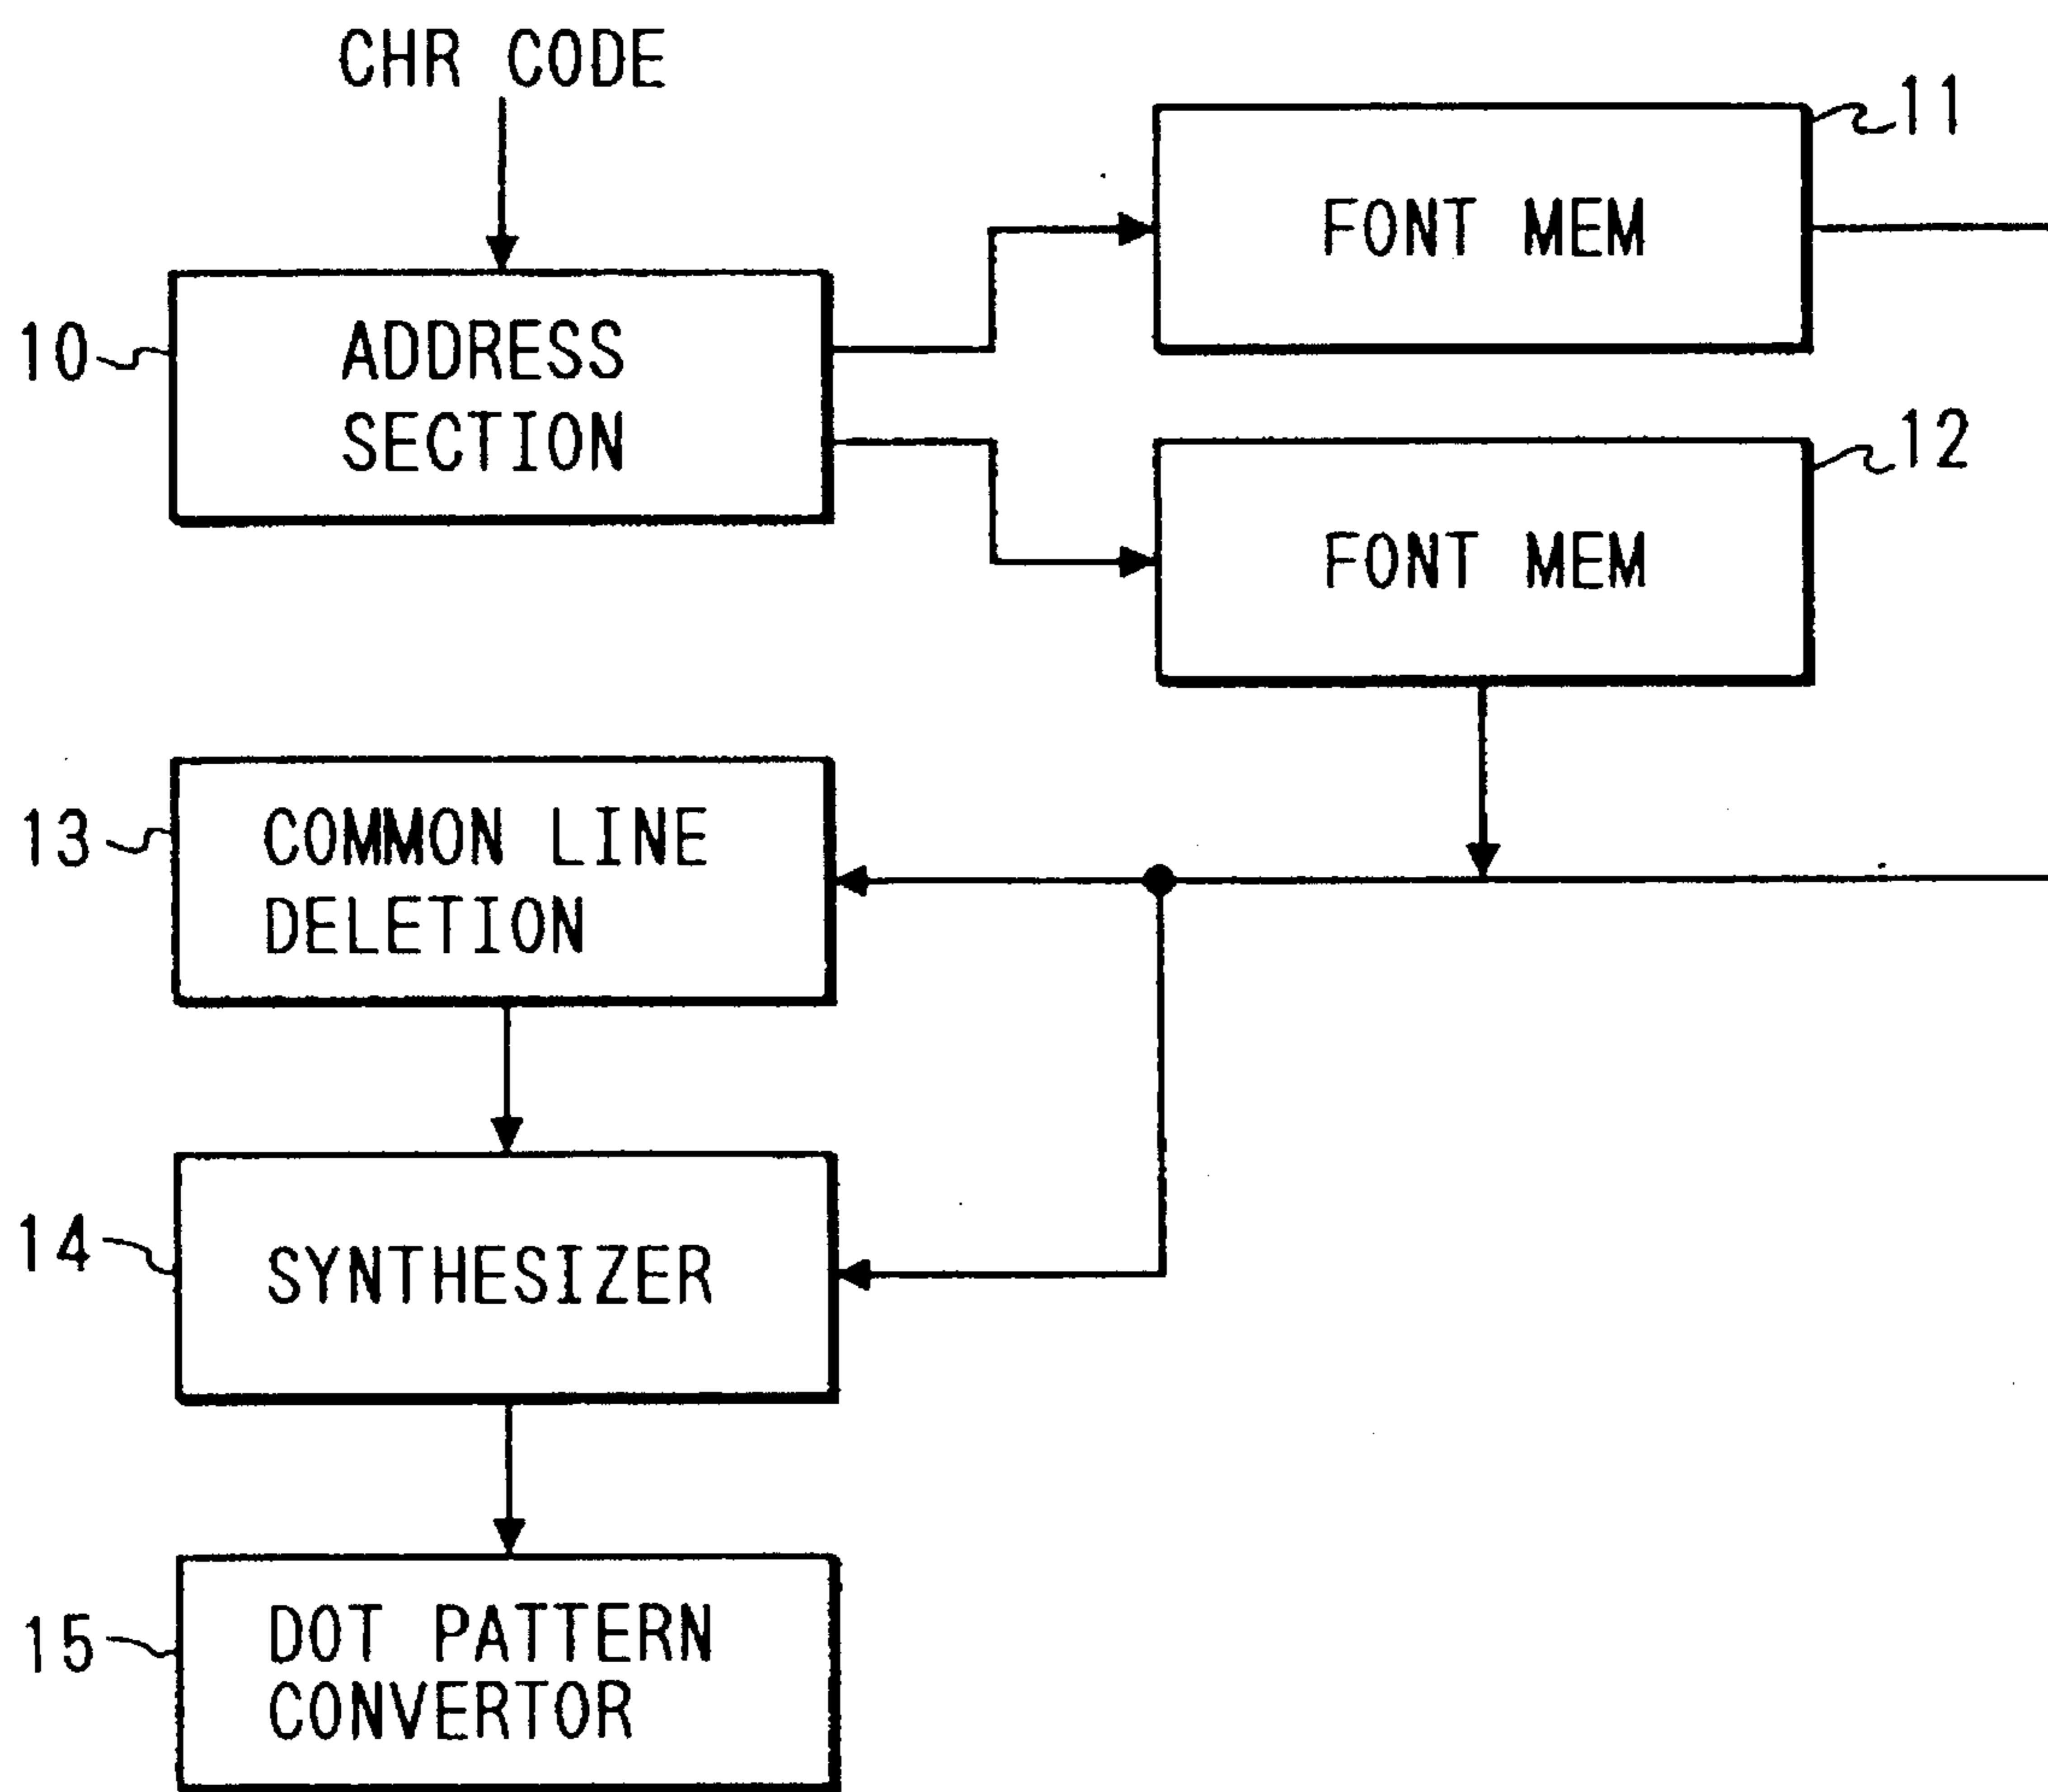 CHR CODE
11
FONT MEM
10
ADDRESS
SECTION
12
FONT MEM
13
COMMON LINE
DELETION
14
SYNTHESIZER
15
DOT PATTERN
CONVERTOR